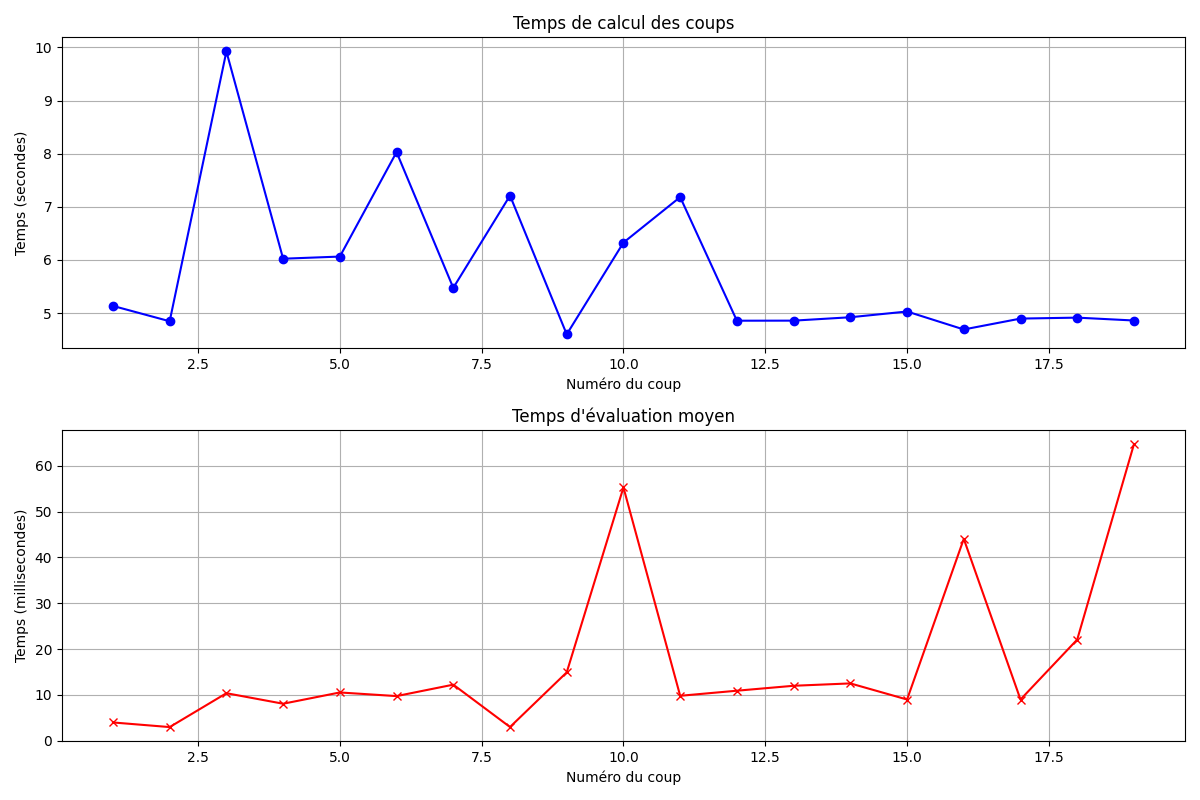 Temps de calcul des coups
10
9
8
7
6
5
Temps (secondes)
2.5 5.0 7.5 10.0 12.5 15.0 17.5
Numéro du coup
Temps d'évaluation moyen
60
50
40
30
20
10
0
Temps (millisecondes)
2.5 5.0 7.5 10.0 12.5 15.0 17.5
Numéro du coup